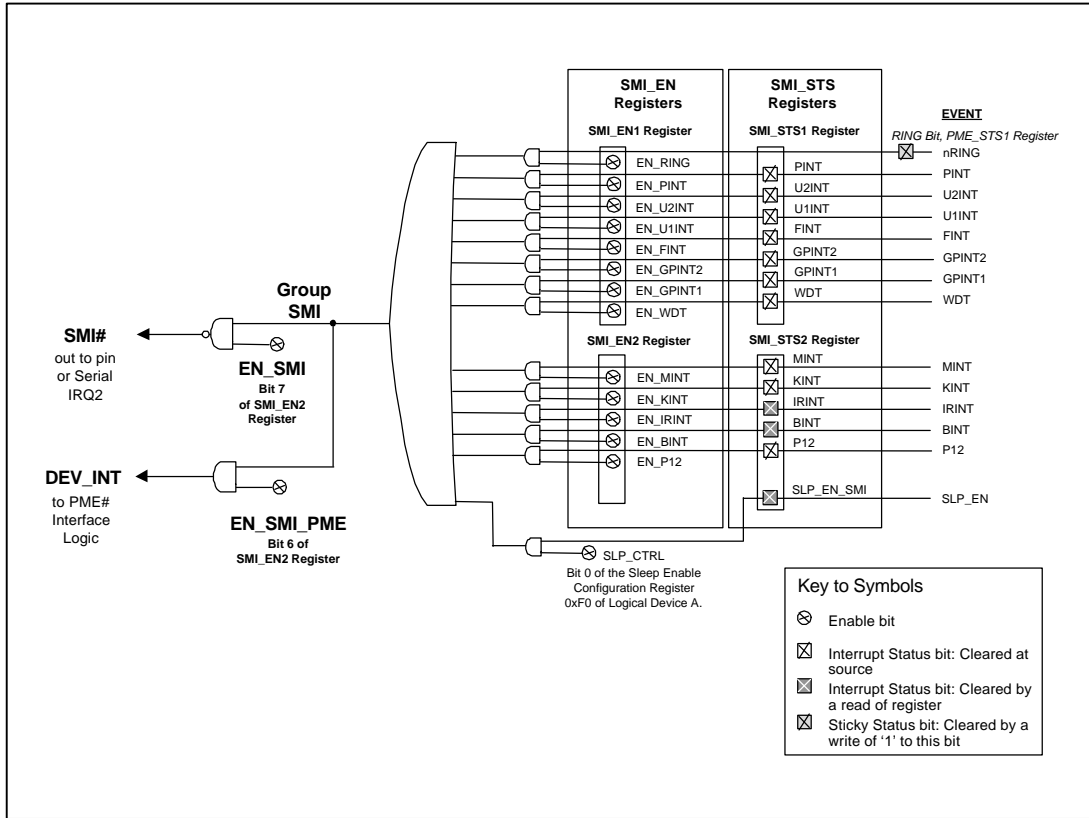 SMI_EN
Registers
SMI_STS
Registers
EVENT
SMI_EN1 Register
SMI_STS1 Register
RING Bit, PME_STS1 Register
nRING
EN_RING
PINT
PINT
EN_PINT
U2INT
U2INT
EN_U2INT
U1INT
U1INT
EN_U1INT
FINT
FINT
EN_FINT
GPINT2
GPINT2
EN_GPINT2
GPINT1
GPINT1
EN_GPINT1
WDT
WDT
EN_WDT
Group
SMI
SMI#
out to pin
or Serial
IRQ2
EN_SMI
Bit 7
of SMI_EN2
Register
SMI_EN2 Register
SMI_STS2 Register
MINT
MINT
EN_MINT
KINT
KINT
EN_KINT
IRINT
IRINT
EN_IRINT
BINT
BINT
EN_BINT
P12
P12
EN_P12
DEV_INT
to PME#
Interface
Logic
EN_SMI_PME
Bit 6 of
SMI_EN2 Register
SLP_EN_SMI
SLP_EN
SLP_CTRL
Bit 0 of the Sleep Enable
Configuration Register
0xF0 of Logical Device A.
Key to Symbols
Enable bit
Interrupt Status bit: Cleared at
source
Interrupt Status bit: Cleared by
a read of register
Sticky Status bit: Cleared by a
write of ‘1’ to this bit